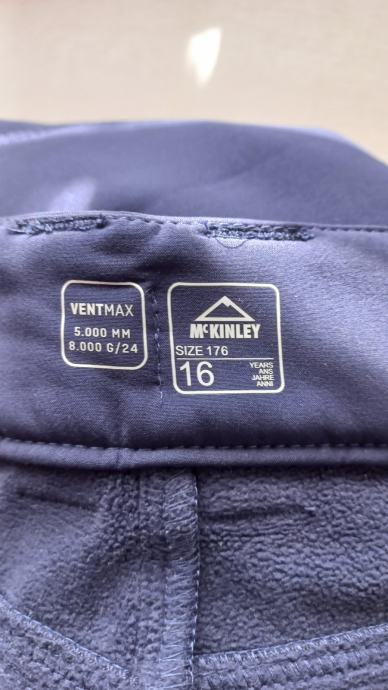 VENTMAX
5.000 MM
8.000 G/24
McKINLEY
SIZE 176
16
YEARS
ANS
JAHRE
ANNI